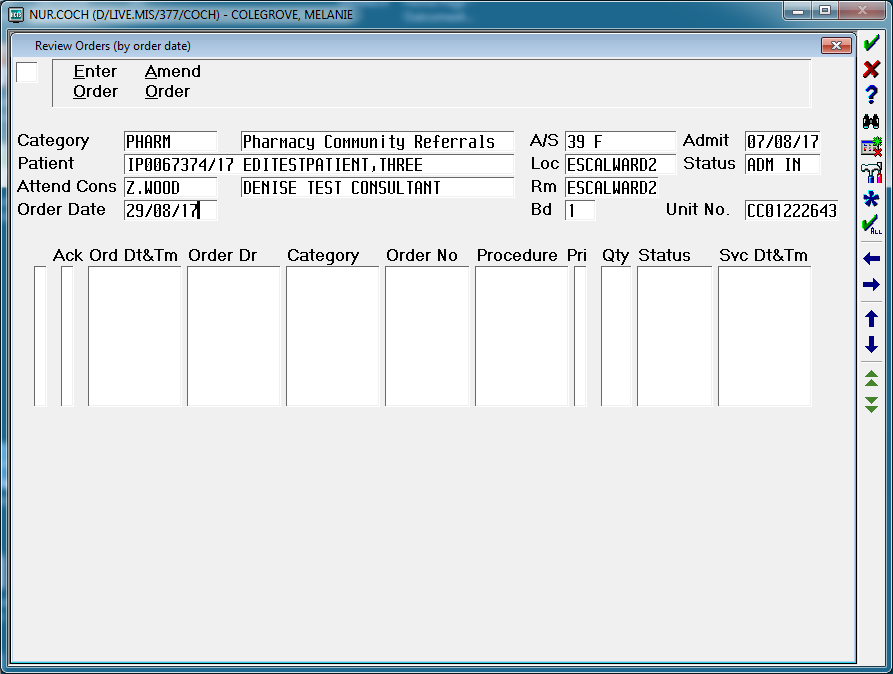 NUR.COCH (D/LIVE.MIS/377/COCH) - COLEGROVE, MELANIE
Review Orders (by order date)
Enter Amend
Order Order
Category PHARM Pharmacy Community Referrals A/S 39 F Admit 07/08/17
Patient IP0067374/17 EDITESTPATIENT,THREE Loc ESCALWARD2 Status ADM IN
Attend Cons Z.WOOD DENISE TEST CONSULTANT Rm ESCALWARD2
Order Date 29/08/17 Bd 1 Unit No. CC01222643
Ack Ord Dt&Tm Order Dr Category Order No Procedure Pri Qty Status Svc Dt&Tm
ALL